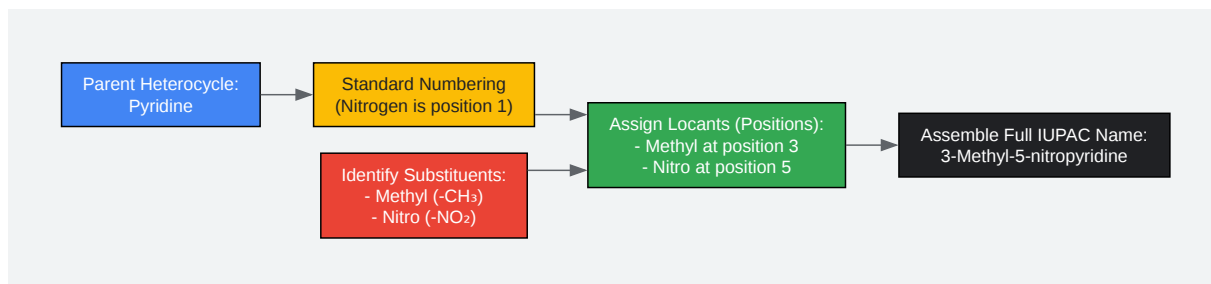 Parent Heterocycle:
Pyridine
Standard Numbering
(Nitrogen is position 1)
Identify Substituents:
- Methyl (-CH₃)
- Nitro (-NO₂)
Assign Locants (Positions):
- Methyl at position 3
- Nitro at position 5
Assemble Full IUPAC Name:
3-Methyl-5-nitropyridine